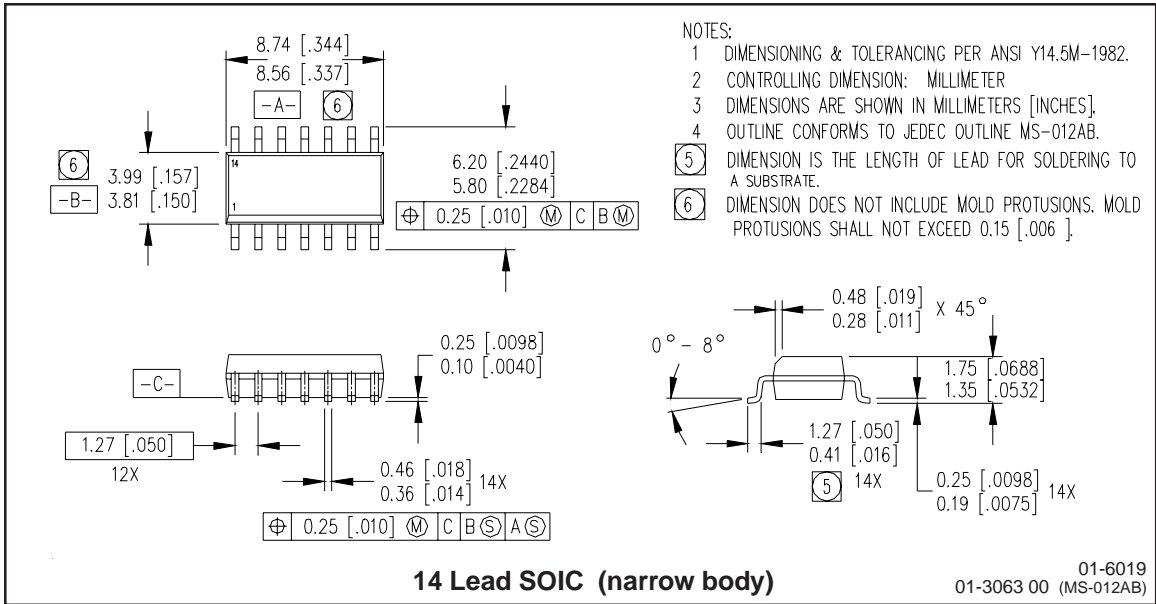 8.74 [.344]
8.56 [.337]
-A- 6
14
1
6
3.99 [.157]
3.81 [.150]
-B-
6.20 [.2440]
5.80 [.2284]
⌖ 0.25 [.010] Ⓜ C B Ⓜ
NOTES:
1 DIMENSIONING & TOLERANCING PER ANSI Y14.5M-1982.
2 CONTROLLING DIMENSION: MILLIMETER
3 DIMENSIONS ARE SHOWN IN MILLIMETERS [INCHES].
4 OUTLINE CONFORMS TO JEDEC OUTLINE MS-012AB.
5 DIMENSION IS THE LENGTH OF LEAD FOR SOLDERING TO
A SUBSTRATE.
6 DIMENSION DOES NOT INCLUDE MOLD PROTUSIONS. MOLD
PROTUSIONS SHALL NOT EXCEED 0.15 [.006 ].
-C-
0.25 [.0098]
0.10 [.0040]
1.27 [.050]
12X
0.46 [.018]
0.36 [.014] 14X
⌖ 0.25 [.010] Ⓜ C B Ⓢ A Ⓢ
0.48 [.019]
0.28 [.011] X 45°
0° - 8°
1.75 [.0688]
1.35 [.0532]
1.27 [.050]
0.41 [.016]
5 14X
0.25 [.0098]
0.19 [.0075] 14X
14 Lead SOIC (narrow body)
01-6019
01-3063 00 (MS-012AB)